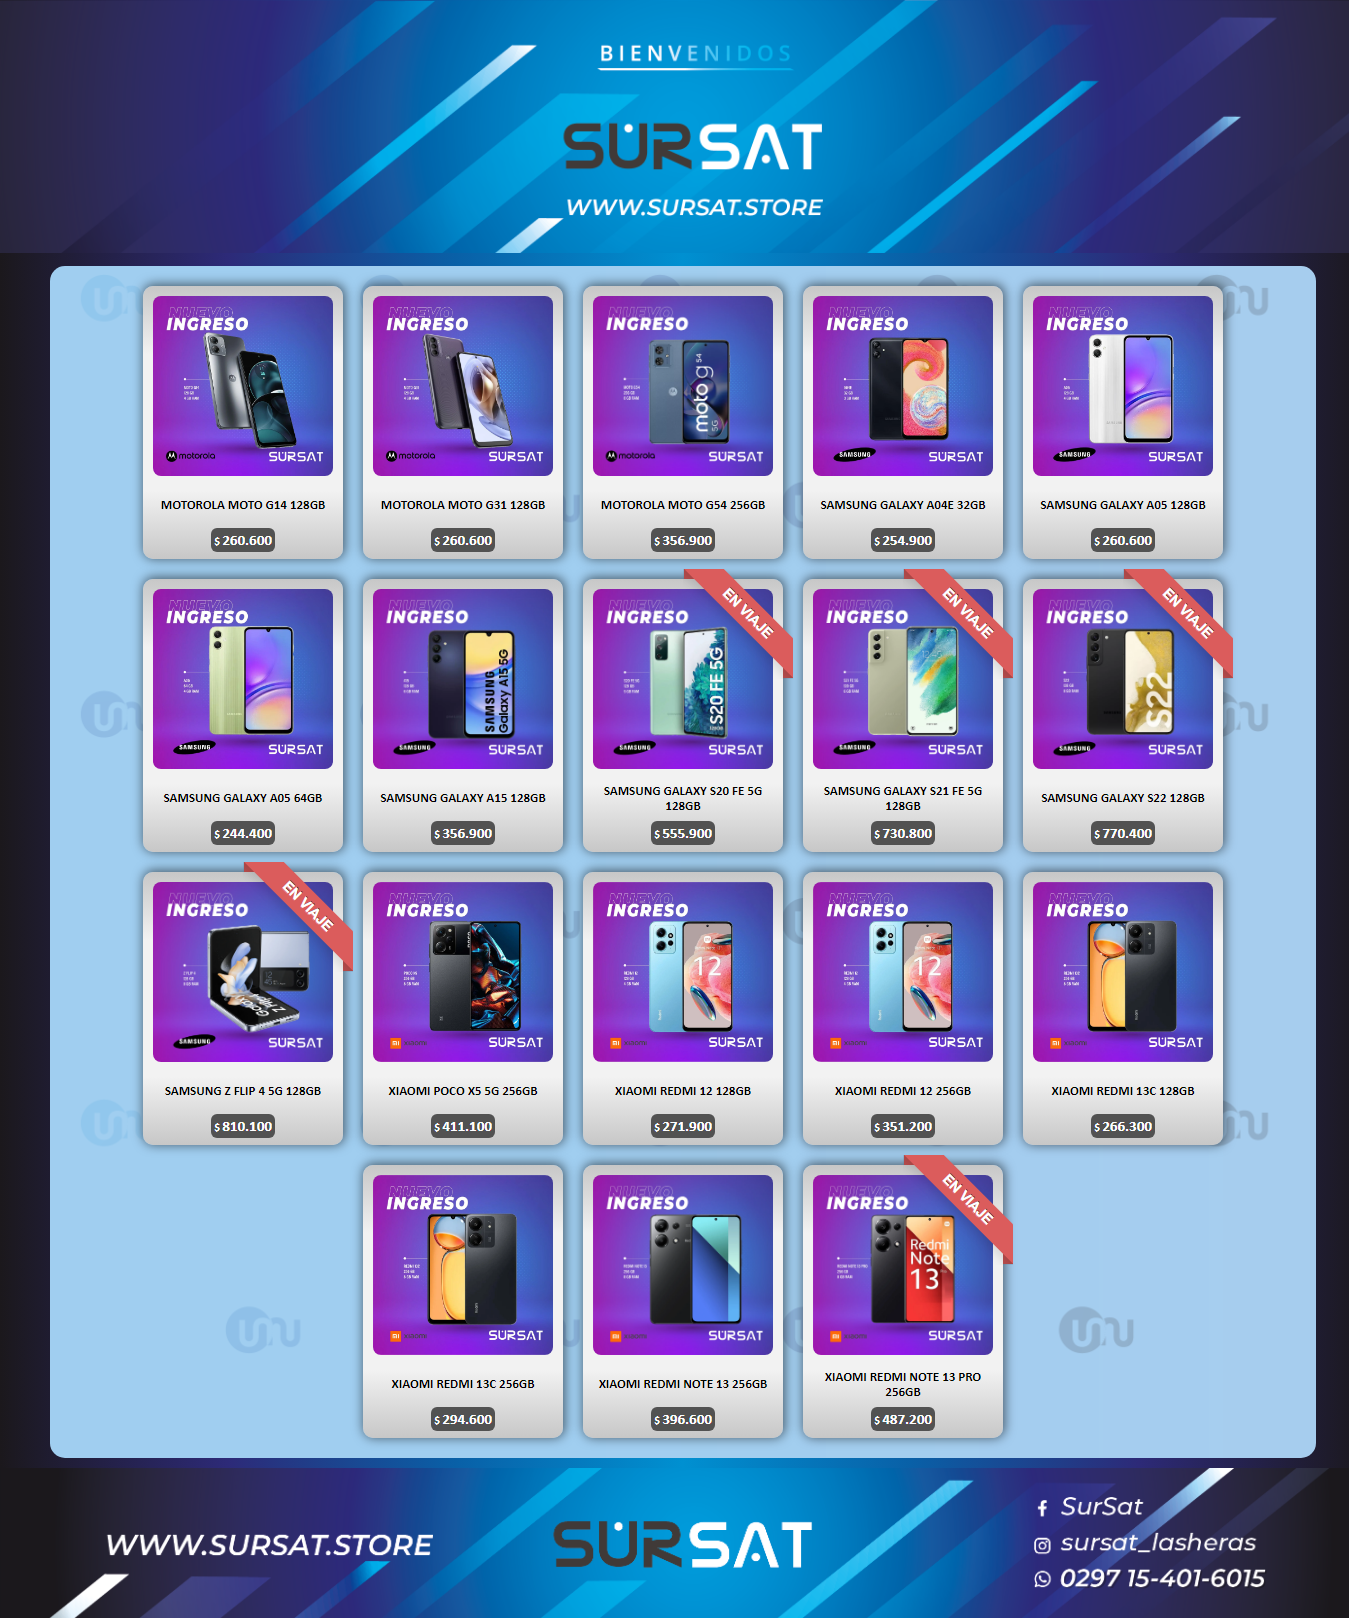 BIENVENIDOS
SURSAT
WWW.SURSAT.STORE
NUEVO
INGRESO
motorola
SURSAT
MOTOROLA MOTO G14 128GB
$ 260.600
NUEVO
INGRESO
motorola
SURSAT
MOTOROLA MOTO G31 128GB
$ 260.600
NUEVO
INGRESO
moto g54
5G
motorola
SURSAT
MOTOROLA MOTO G54 256GB
$ 356.900
NUEVO
INGRESO
SAMSUNG
SURSAT
SAMSUNG GALAXY A04E 32GB
$ 254.900
NUEVO
INGRESO
SAMSUNG
SURSAT
SAMSUNG GALAXY A05 128GB
$ 260.600
NUEVO
INGRESO
SAMSUNG
SURSAT
SAMSUNG GALAXY A05 64GB
$ 244.400
NUEVO
INGRESO
SAMSUNG
Galaxy A15 5G
SAMSUNG
SURSAT
SAMSUNG GALAXY A15 128GB
$ 356.900
EN VIAJE
NUEVO
INGRESO
S20 FE 5G
SAMSUNG
SURSAT
SAMSUNG GALAXY S20 FE 5G
128GB
$ 555.900
EN VIAJE
NUEVO
INGRESO
SAMSUNG
SURSAT
SAMSUNG GALAXY S21 FE 5G
128GB
$ 730.800
EN VIAJE
NUEVO
INGRESO
S22
SAMSUNG
SURSAT
SAMSUNG GALAXY S22 128GB
$ 770.400
EN VIAJE
NUEVO
INGRESO
Galaxy
Z Flip4
SAMSUNG
SURSAT
SAMSUNG Z FLIP 4 5G 128GB
$ 810.100
NUEVO
INGRESO
SURSAT
XIAOMI POCO X5 5G 256GB
$ 411.100
NUEVO
INGRESO
12
SURSAT
XIAOMI REDMI 12 128GB
$ 271.900
NUEVO
INGRESO
12
SURSAT
XIAOMI REDMI 12 256GB
$ 351.200
NUEVO
INGRESO
SURSAT
XIAOMI REDMI 13C 128GB
$ 266.300
NUEVO
INGRESO
SURSAT
XIAOMI REDMI 13C 256GB
$ 294.600
NUEVO
INGRESO
SURSAT
XIAOMI REDMI NOTE 13 256GB
$ 396.600
EN VIAJE
NUEVO
INGRESO
Redmi
Note
13
SURSAT
XIAOMI REDMI NOTE 13 PRO
256GB
$ 487.200
WWW.SURSAT.STORE
SURSAT
SurSat
sursat_lasheras
0297 15-401-6015